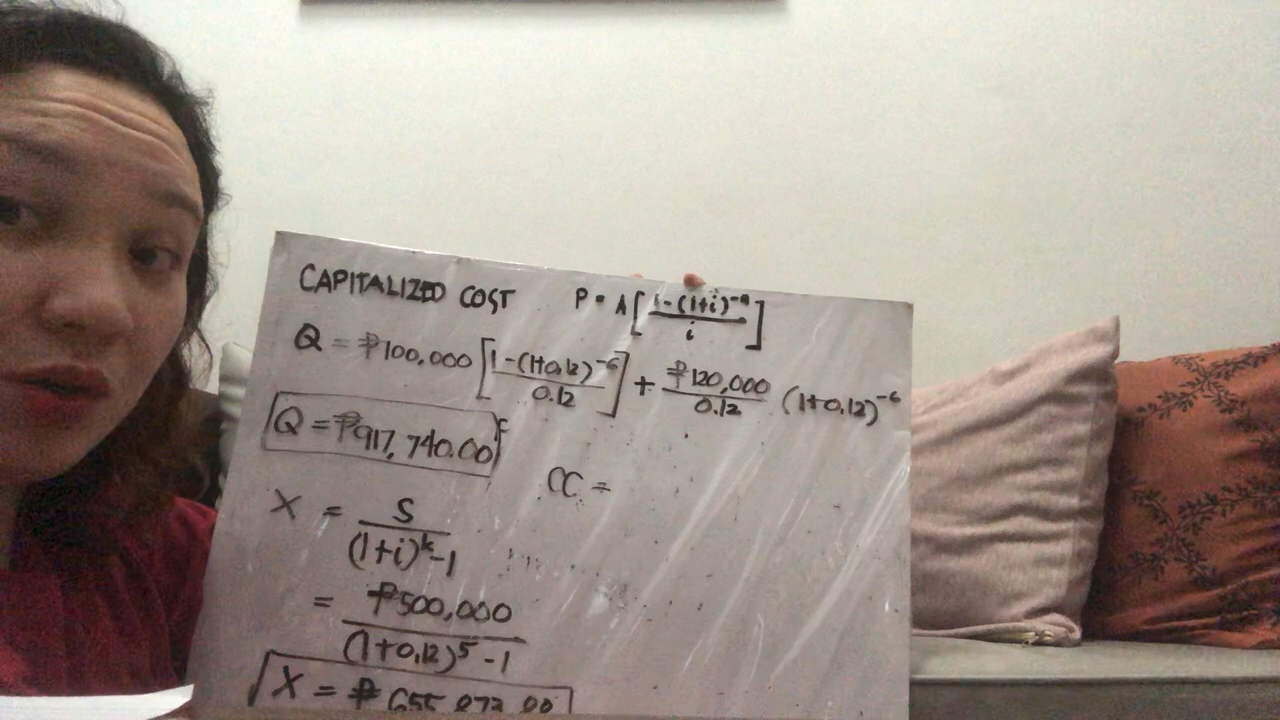 CAPITALIZED COST P = A [ 1-(1+i)^-n / i ]
Q = ₱100,000 [ 1-(1+0.12)^-6 / 0.12 ] + ₱120,000 / 0.12 (1+0.12)^-6
Q = ₱917,740.00
CC =
X = S / (1+i)^k -1
= ₱500,000 / (1+0.12)^5 -1
X = ₱